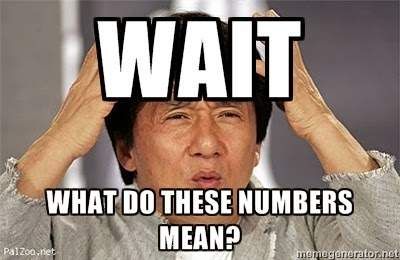 WAIT
WHAT DO THESE NUMBERS
MEAN?
PalZoo.net
memegenerator.net